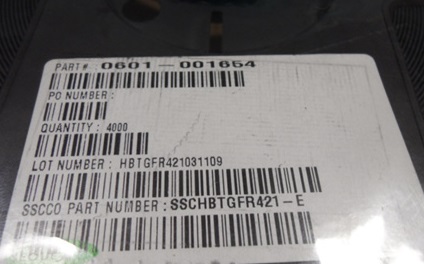 PART# 0601-001654
PO NUMBER :
QUANTITY : 4000
LOT NUMBER : HBTGFR421031109
SSCCO PART NUMBER : SSCHBTGFR421-E